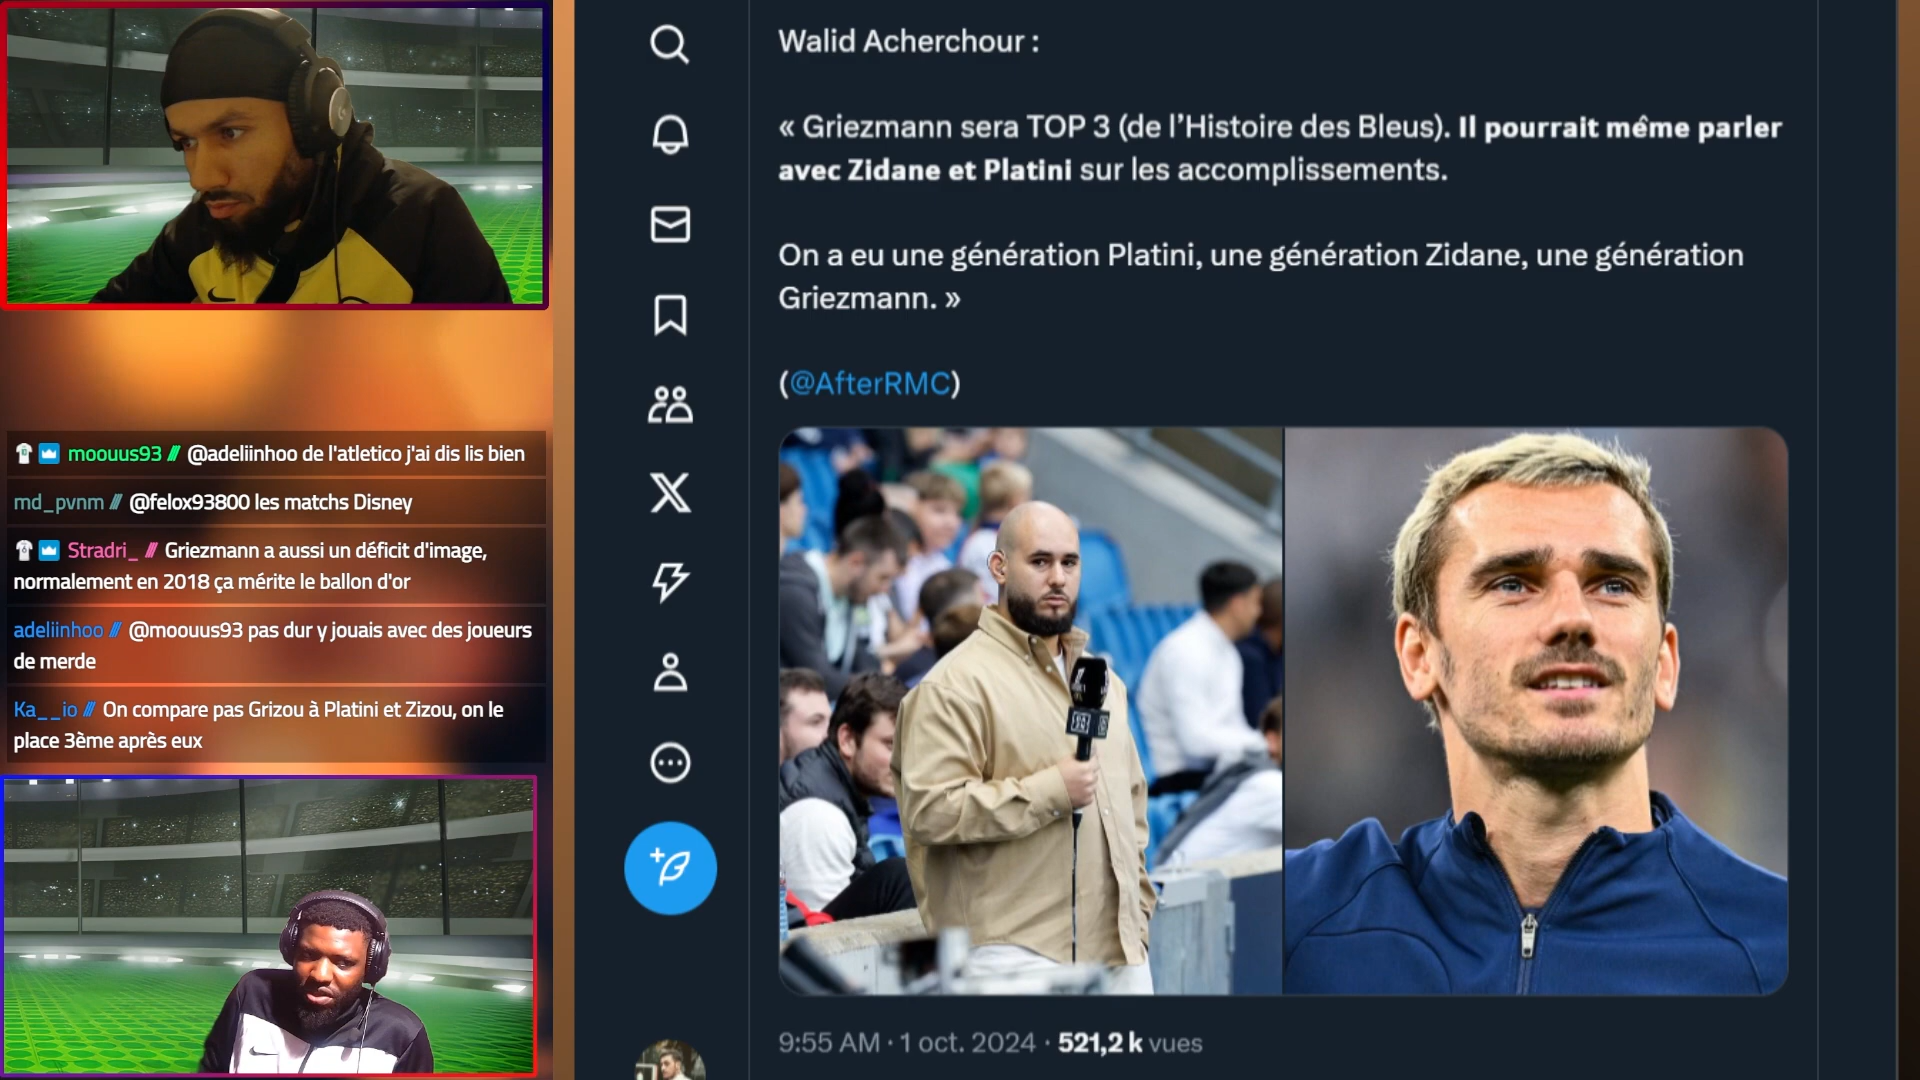 Walid Acherchour :
« Griezmann sera TOP 3 (de l’Histoire des Bleus). Il pourrait même parler
avec Zidane et Platini sur les accomplissements.
On a eu une génération Platini, une génération Zidane, une génération
Griezmann. »
(@AfterRMC)
9:55 AM · 1 oct. 2024 · 521,2 k vues
moouus93 // @adeliinhoo de l'atletico j'ai dis lis bien
md_pvnm // @felox93800 les matchs Disney
Stradri_ // Griezmann a aussi un déficit d'image,
normalement en 2018 ça mérite le ballon d'or
adeliinhoo // @moouus93 pas dur y jouais avec des joueurs
de merde
Ka__io // On compare pas Grizou à Platini et Zizou, on le
place 3ème après eux